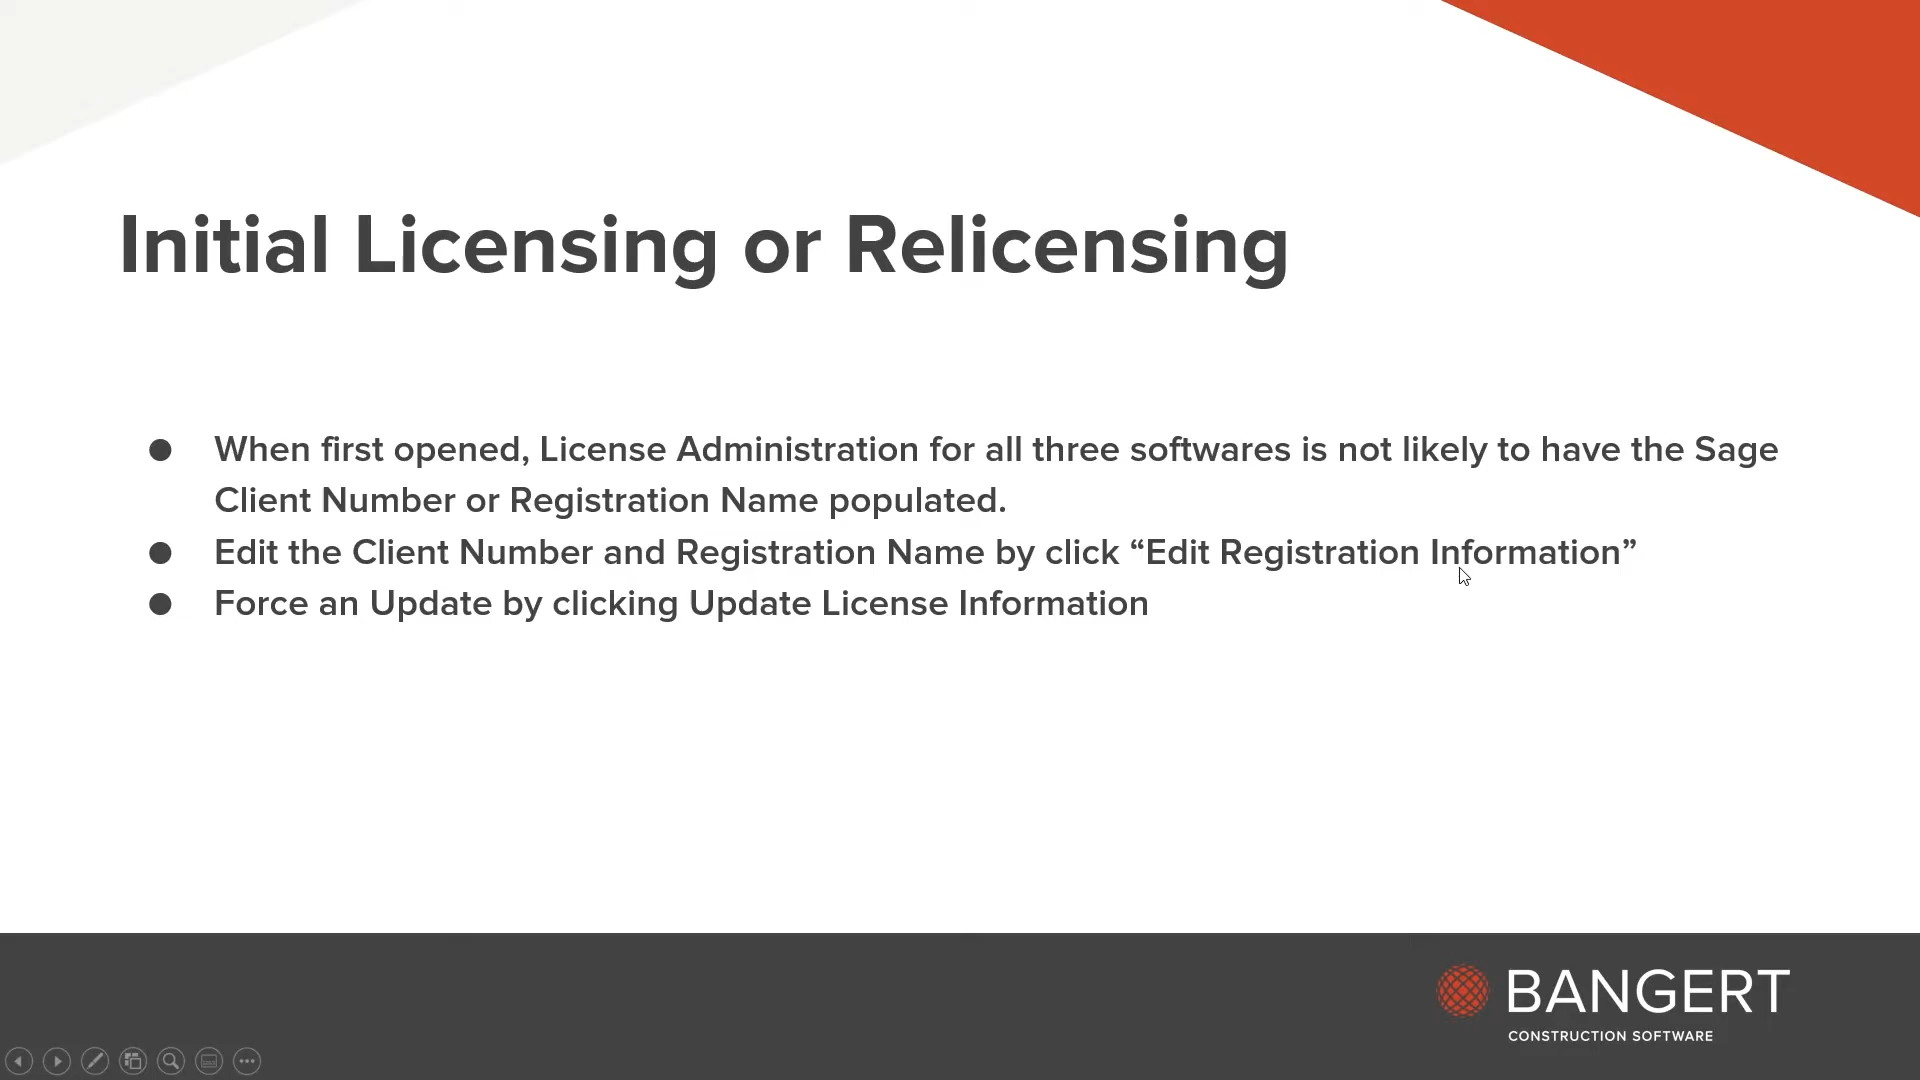 Initial Licensing or Relicensing
● When first opened, License Administration for all three softwares is not likely to have the Sage
Client Number or Registration Name populated.
● Edit the Client Number and Registration Name by click “Edit Registration Information”
● Force an Update by clicking Update License Information
BANGERT
CONSTRUCTION SOFTWARE